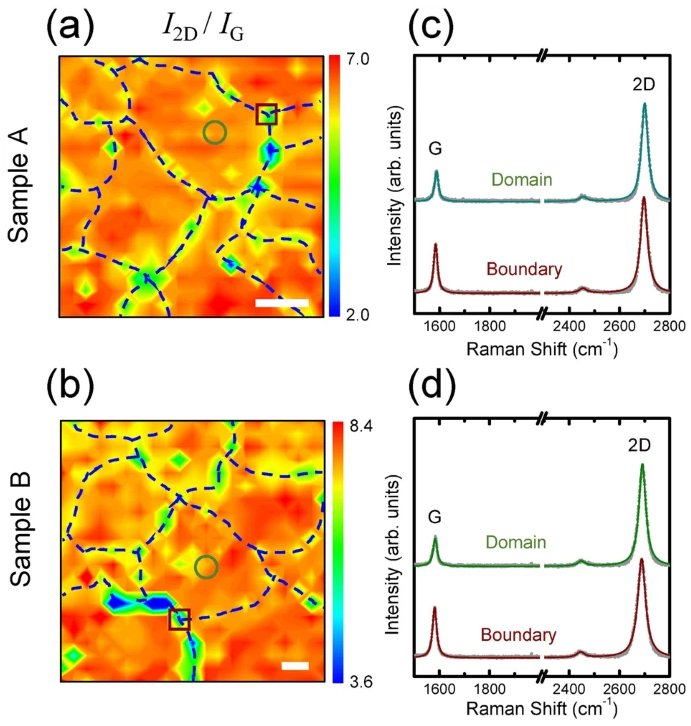 (a)
I2D / IG
Sample A
7.0
2.0
(c)
Intensity (arb. units)
G
2D
Domain
Boundary
1600 1800 2400 2600 2800
Raman Shift (cm-1)
(b)
Sample B
8.4
3.6
(d)
Intensity (arb. units)
G
2D
Domain
Boundary
1600 1800 2400 2600 2800
Raman Shift (cm-1)